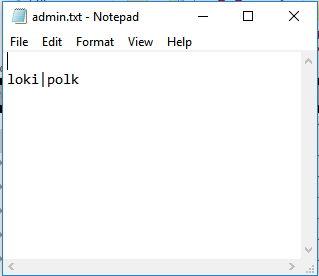 admin.txt - Notepad
File Edit Format View Help
loki|polk